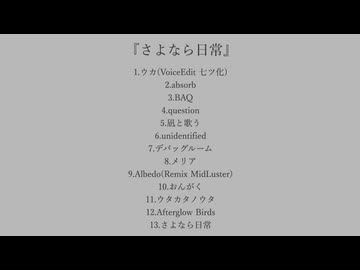 『さよなら日常』
1.ウカ(VoiceEdit 七ツ化)
2.absorb
3.BAQ
4.question
5.凪と歌う
6.unidentified
7.デバッグルーム
8.メリア
9.Albedo(Remix MidLuster)
10.おんがく
11.ウタカタノウタ
12.Afterglow Birds
13.さよなら日常